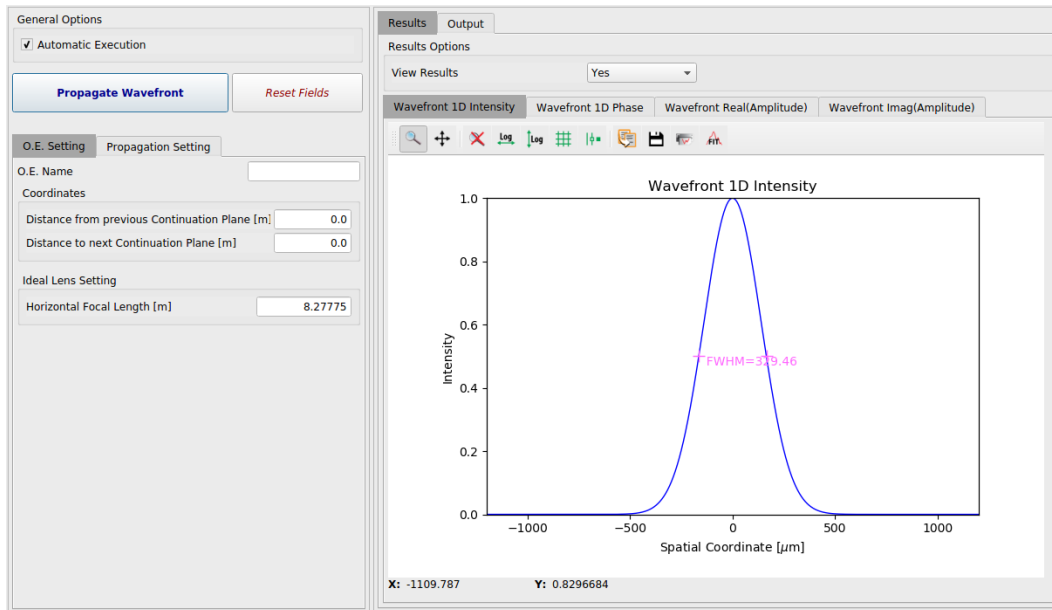 General Options
Automatic Execution
Propagate Wavefront
Reset Fields
O.E. Setting
Propagation Setting
O.E. Name
Coordinates
Distance from previous Continuation Plane [m]
0.0
Distance to next Continuation Plane [m]
0.0
Ideal Lens Setting
Horizontal Focal Length [m]
8.27775
Results
Output
Results Options
View Results
Yes
Wavefront 1D Intensity
Wavefront 1D Phase
Wavefront Real(Amplitude)
Wavefront Imag(Amplitude)
Log
Log
FIT
Wavefront 1D Intensity
1.0
0.8
0.6
0.4
0.2
0.0
Intensity
FWHM=329.46
−1000
−500
0
500
1000
Spatial Coordinate [μm]
X: -1109.787
Y: 0.8296684